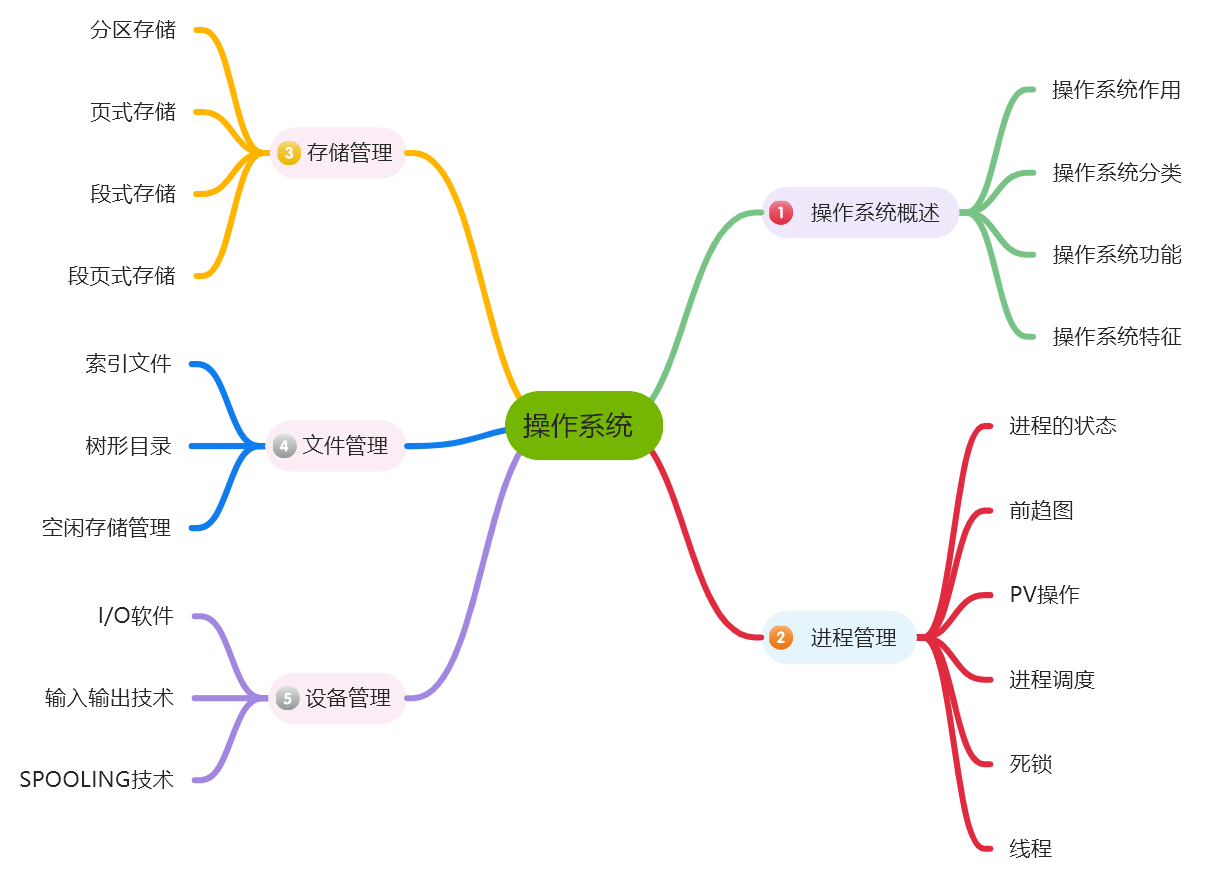 操作系统
1 操作系统概述
操作系统作用
操作系统分类
操作系统功能
操作系统特征
2 进程管理
进程的状态
前趋图
PV操作
进程调度
死锁
线程
3 存储管理
分区存储
页式存储
段式存储
段页式存储
4 文件管理
索引文件
树形目录
空闲存储管理
5 设备管理
I/O软件
输入输出技术
SPOOLING技术